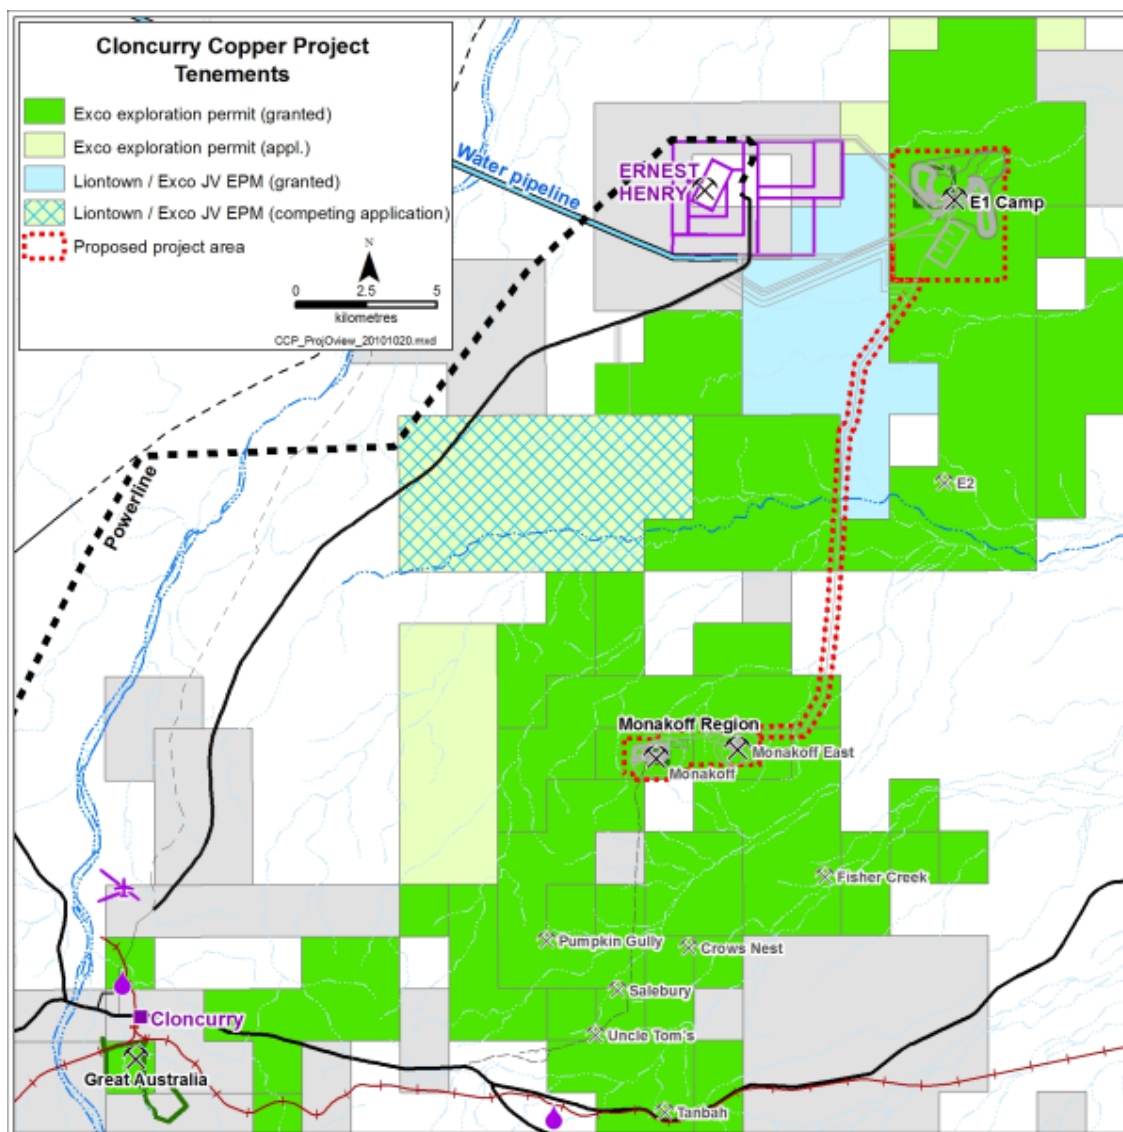 Cloncurry Copper Project
Tenements
Exco exploration permit (granted)
Exco exploration permit (appl.)
Liontown / Exco JV EPM (granted)
Liontown / Exco JV EPM (competing application)
Proposed project area
N
0 2.5 5
kilometres
CCP_ProjOview_20101020.mxd
Water pipeline
ERNEST
HENRY
E1 Camp
Powerline
E2
Monakoff Region
Monakoff East
Monakoff
Fisher Creek
Pumpkin Gully
Crows Nest
Salebury
Cloncurry
Uncle Tom's
Great Australia
Tanbah